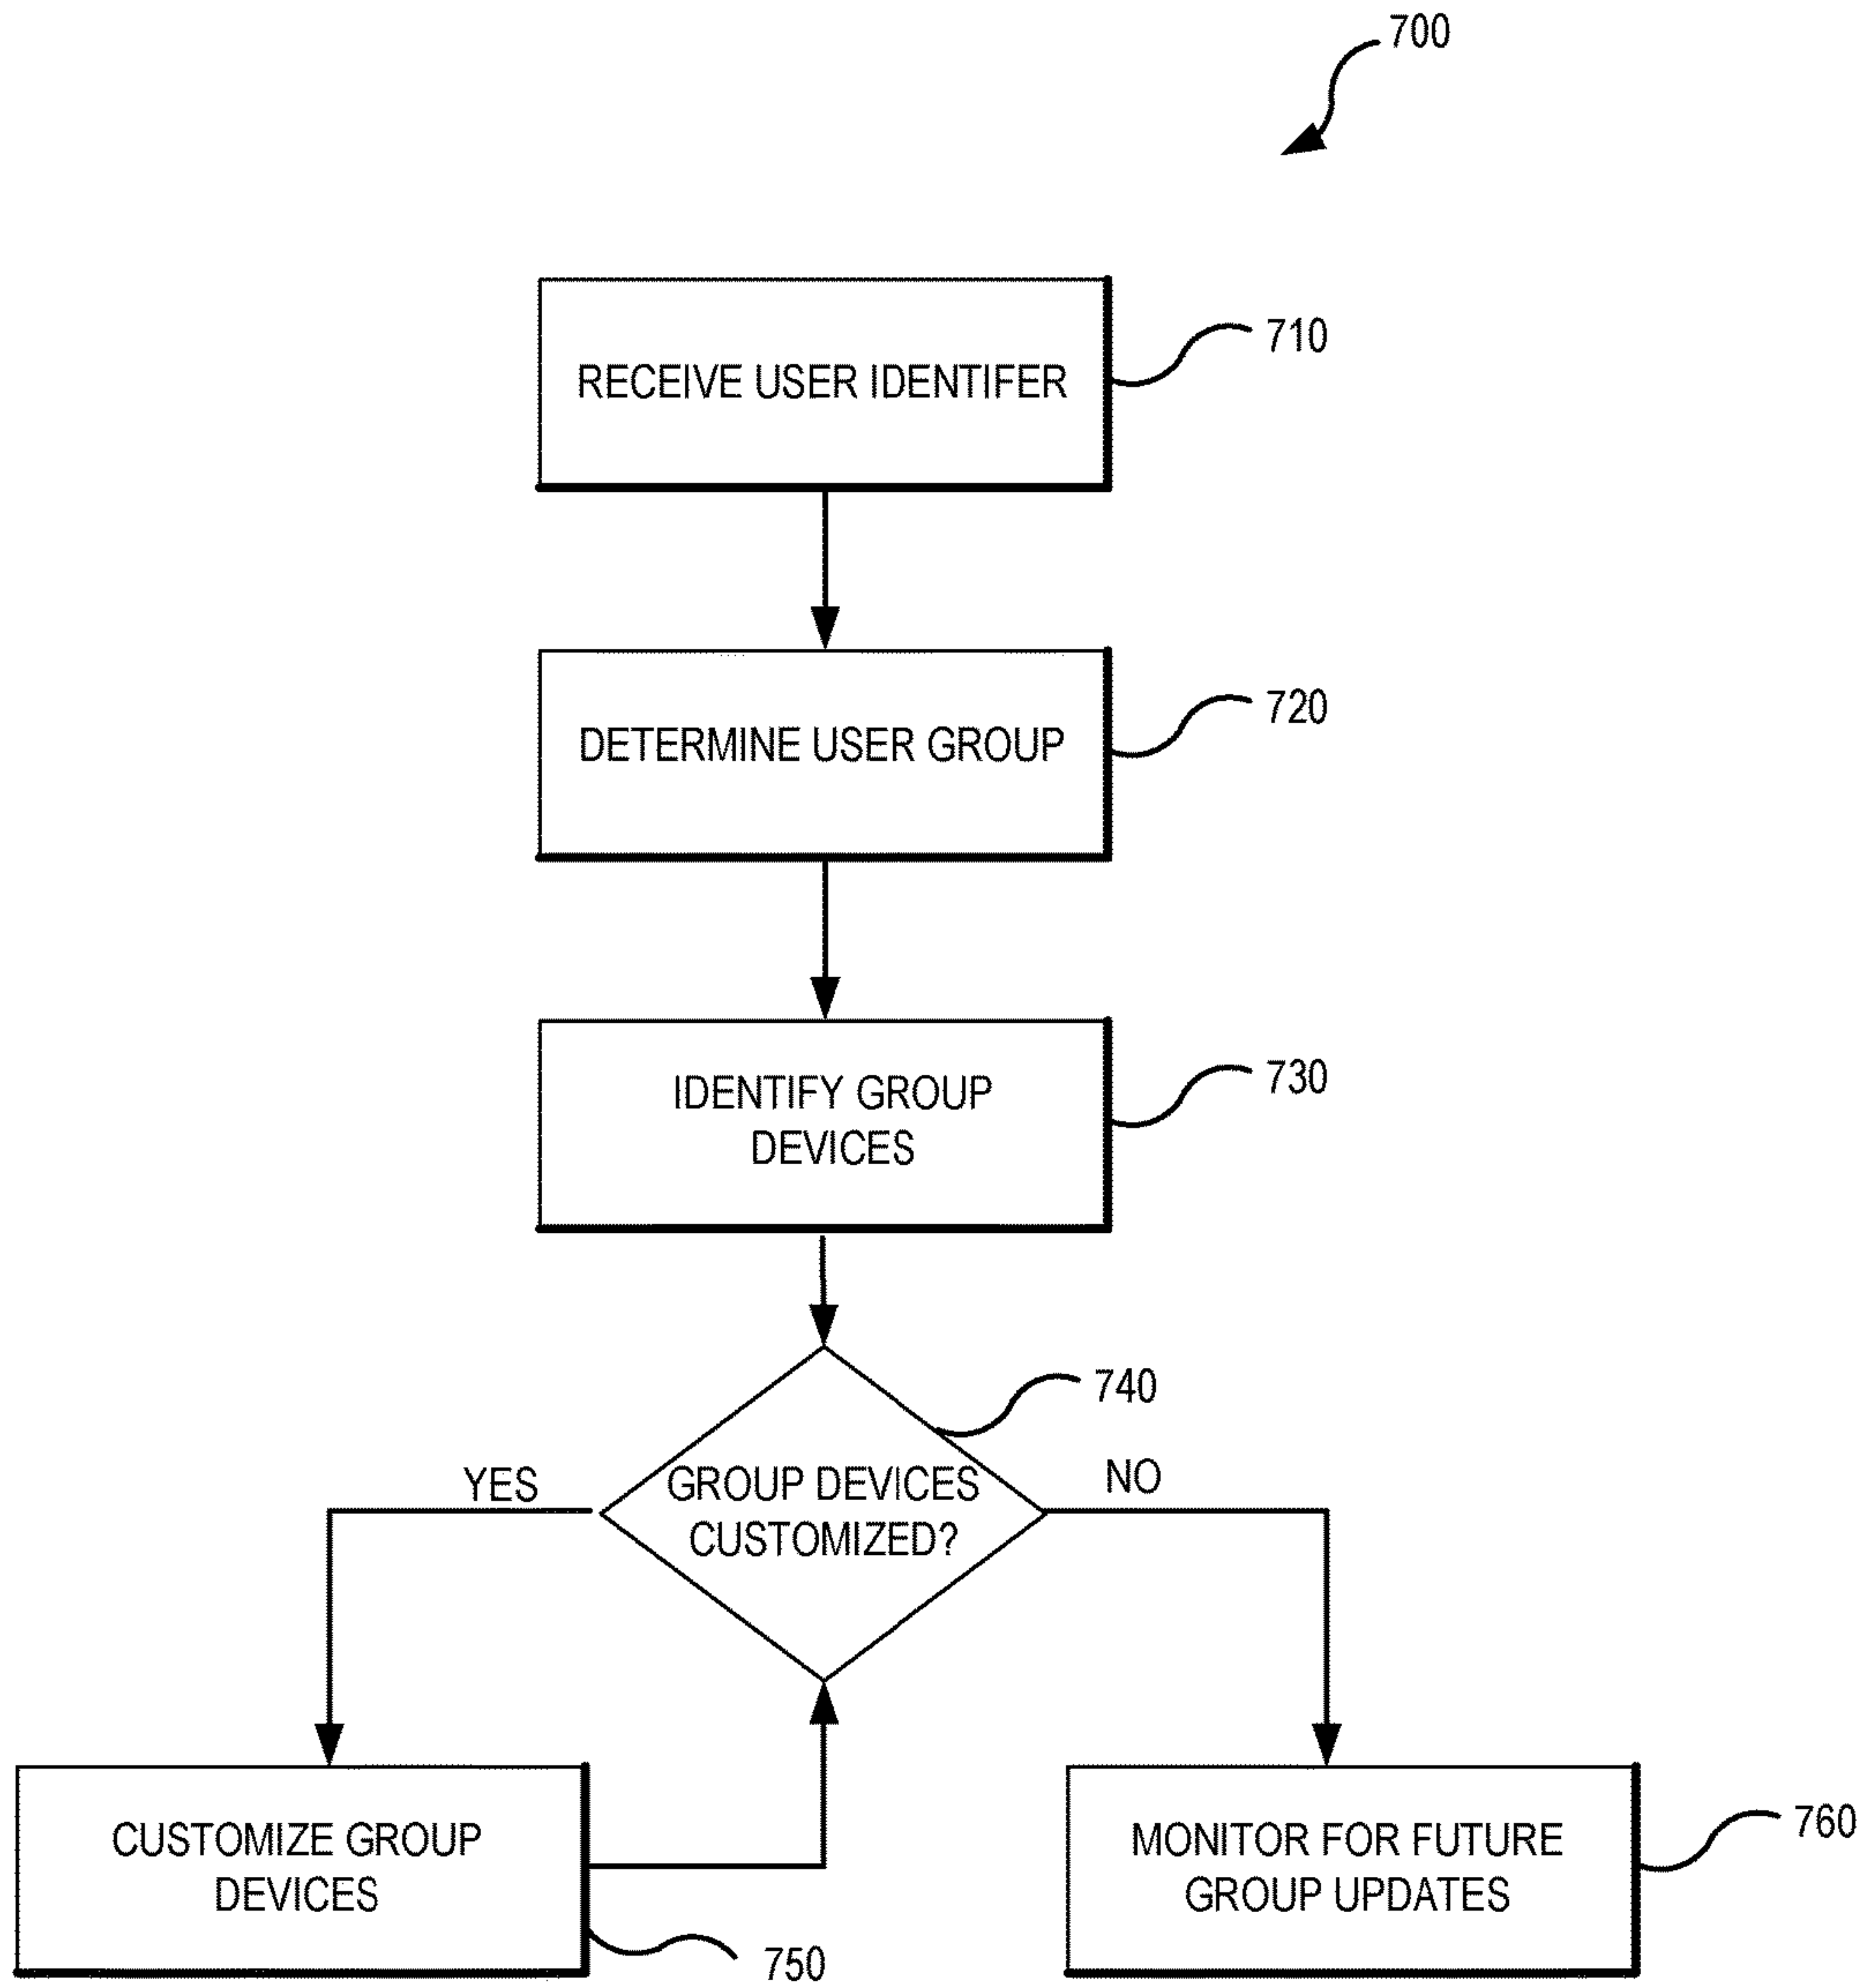 700
RECEIVE USER IDENTIFER
710
DETERMINE USER GROUP
720
IDENTIFY GROUP
DEVICES
730
740
YES
GROUP DEVICES
CUSTOMIZED?
NO
CUSTOMIZE GROUP
DEVICES
750
MONITOR FOR FUTURE
GROUP UPDATES
760